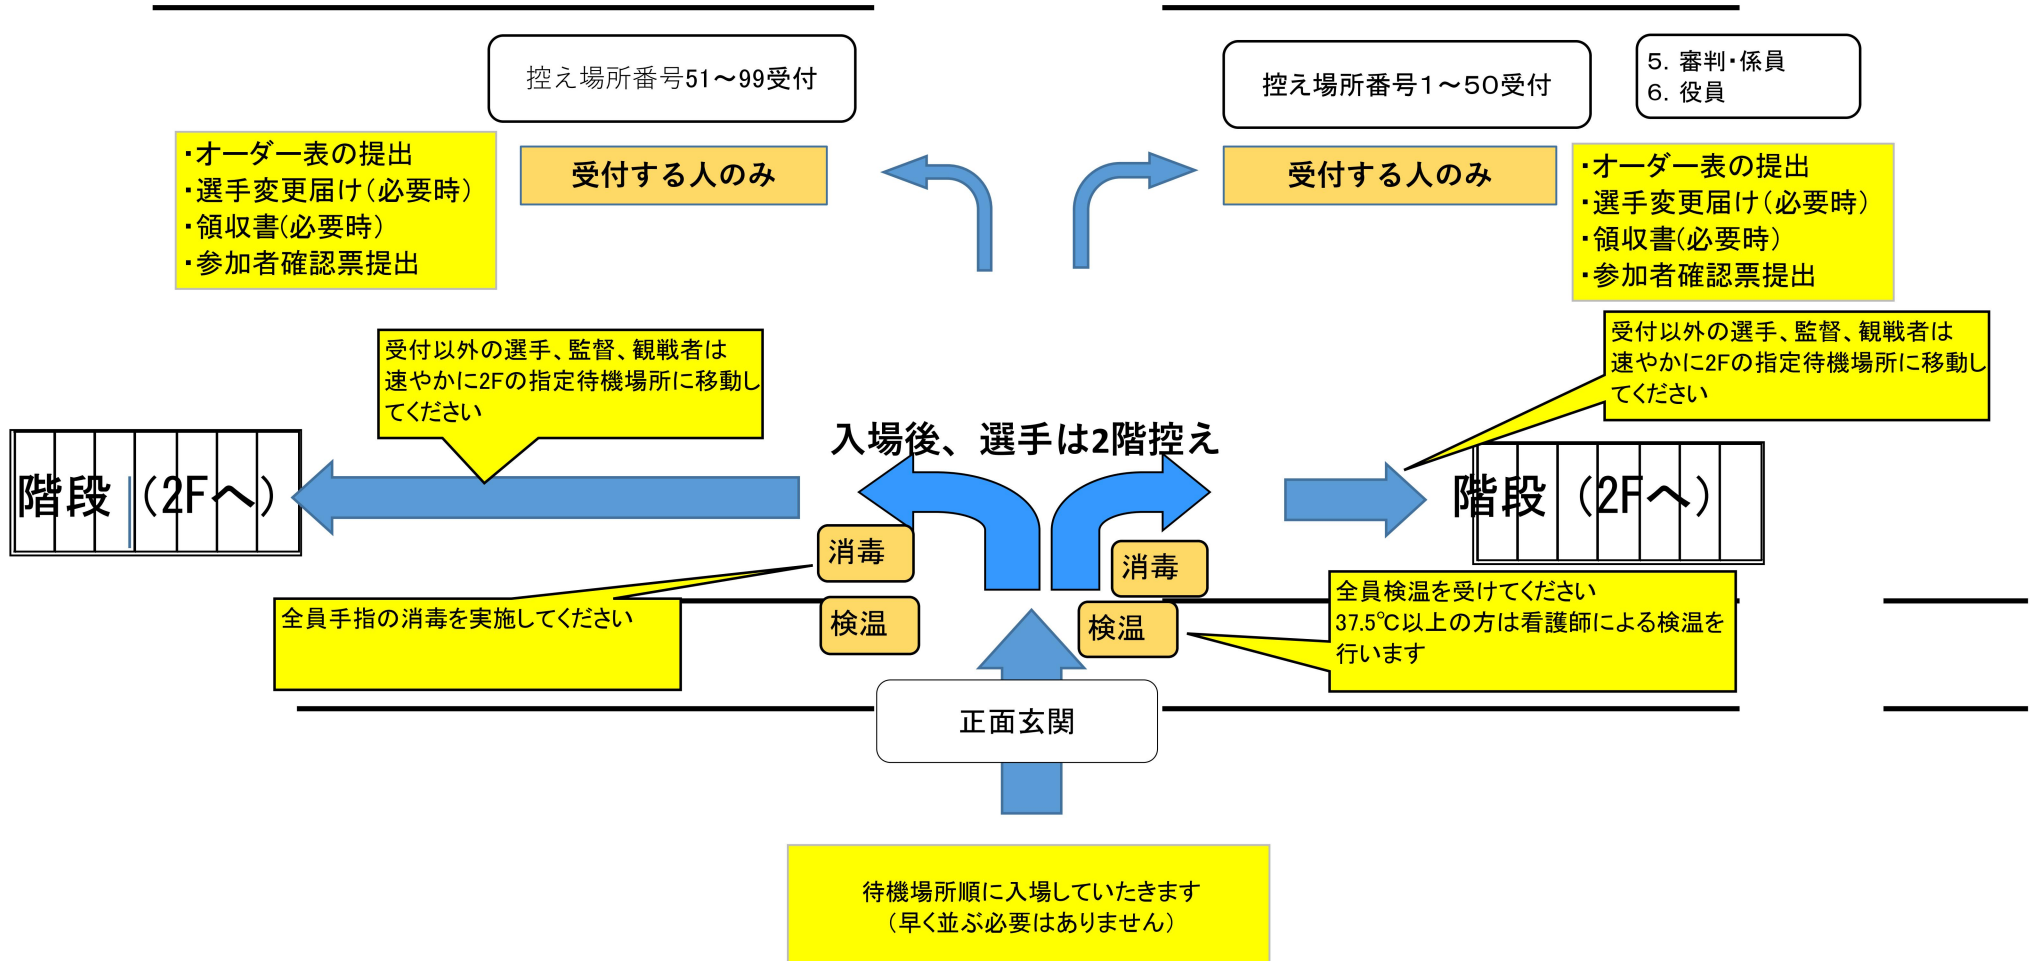 控え場所番号51～99受付
控え場所番号1～50受付
5. 審判・係員
6. 役員
・オーダー表の提出
・選手変更届け(必要時)
・領収書(必要時)
・参加者確認票提出
受付する人のみ
受付する人のみ
・オーダー表の提出
・選手変更届け(必要時)
・領収書(必要時)
・参加者確認票提出
受付以外の選手、監督、観戦者は
速やかに2Fの指定待機場所に移動し
てください
受付以外の選手、監督、観戦者は
速やかに2Fの指定待機場所に移動し
てください
入場後、選手は2階控え
階段 (2Fへ)
階段 (2Fへ)
消毒
消毒
全員手指の消毒を実施してください
検温
検温
全員検温を受けてください
37.5℃以上の方は看護師による検温を
行います
正面玄関
待機場所順に入場していたきます
(早く並ぶ必要はありません)